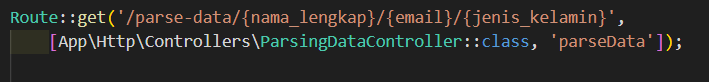 Route::get('/parse-data/{nama_lengkap}/{email}/{jenis_kelamin}',
[App\Http\Controllers\ParsingDataController::class, 'parseData']);